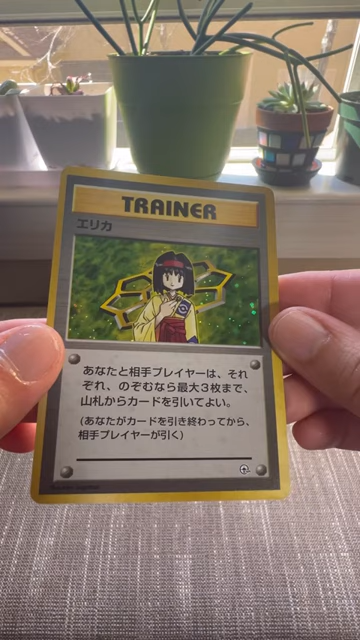 TRAINER
エリカ
あなたと相手プレイヤーは、それ
ぞれ、のぞむなら最大3枚まで、
山札からカードを引いてよい。
(あなたがカードを引き終わってから、
相手プレイヤーが引く)